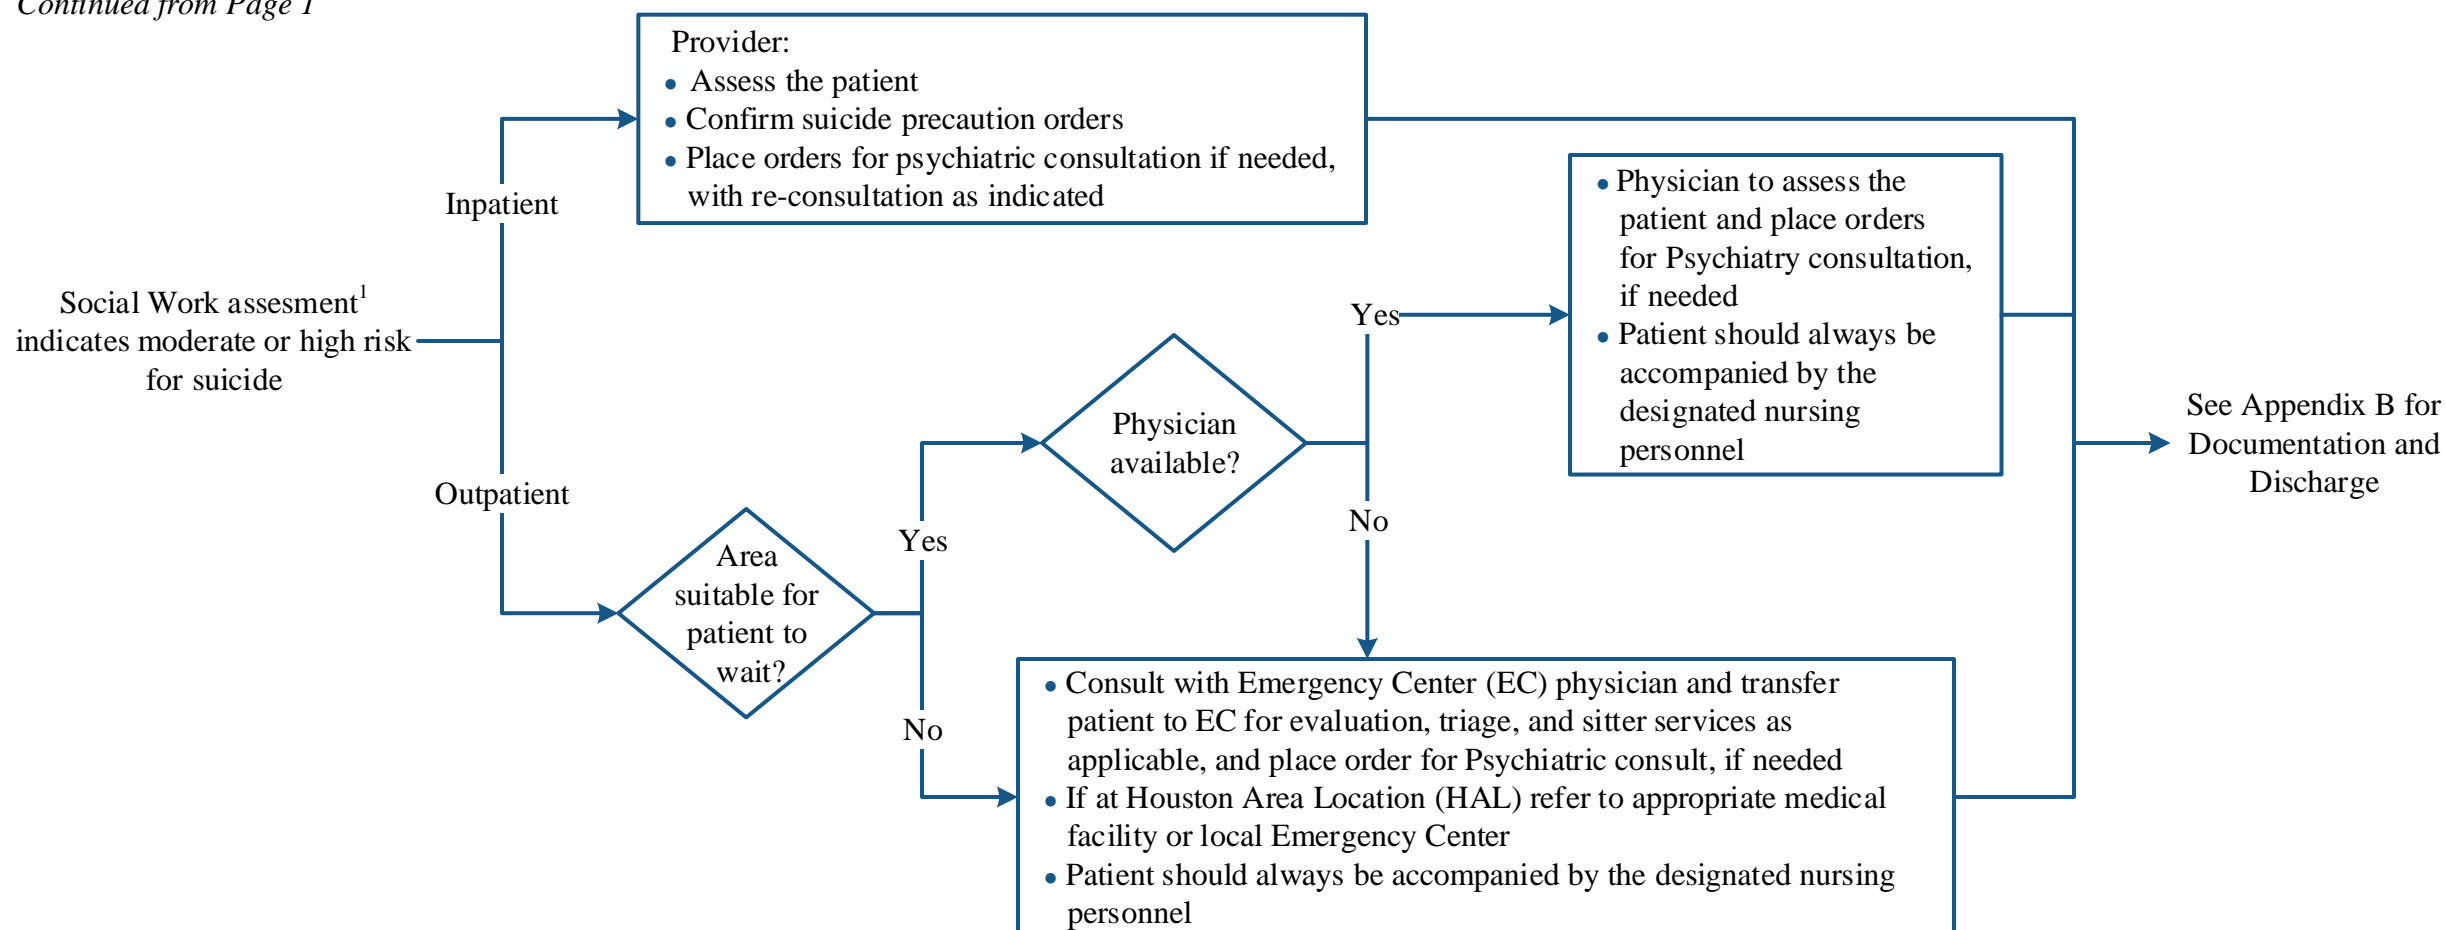 Continued from Page 1
Provider:
• Assess the patient
• Confirm suicide precaution orders
• Place orders for psychiatric consultation if needed,
with re-consultation as indicated
Inpatient
Social Work assesment1
indicates moderate or high risk
for suicide
Outpatient
Area
suitable for
patient to
wait?
Yes
No
Physician
available?
Yes
No
• Physician to assess the
patient and place orders
for Psychiatry consultation,
if needed
• Patient should always be
accompanied by the
designated nursing
personnel
• Consult with Emergency Center (EC) physician and transfer
patient to EC for evaluation, triage, and sitter services as
applicable, and place order for Psychiatric consult, if needed
• If at Houston Area Location (HAL) refer to appropriate medical
facility or local Emergency Center
• Patient should always be accompanied by the designated nursing
personnel
See Appendix B for
Documentation and
Discharge